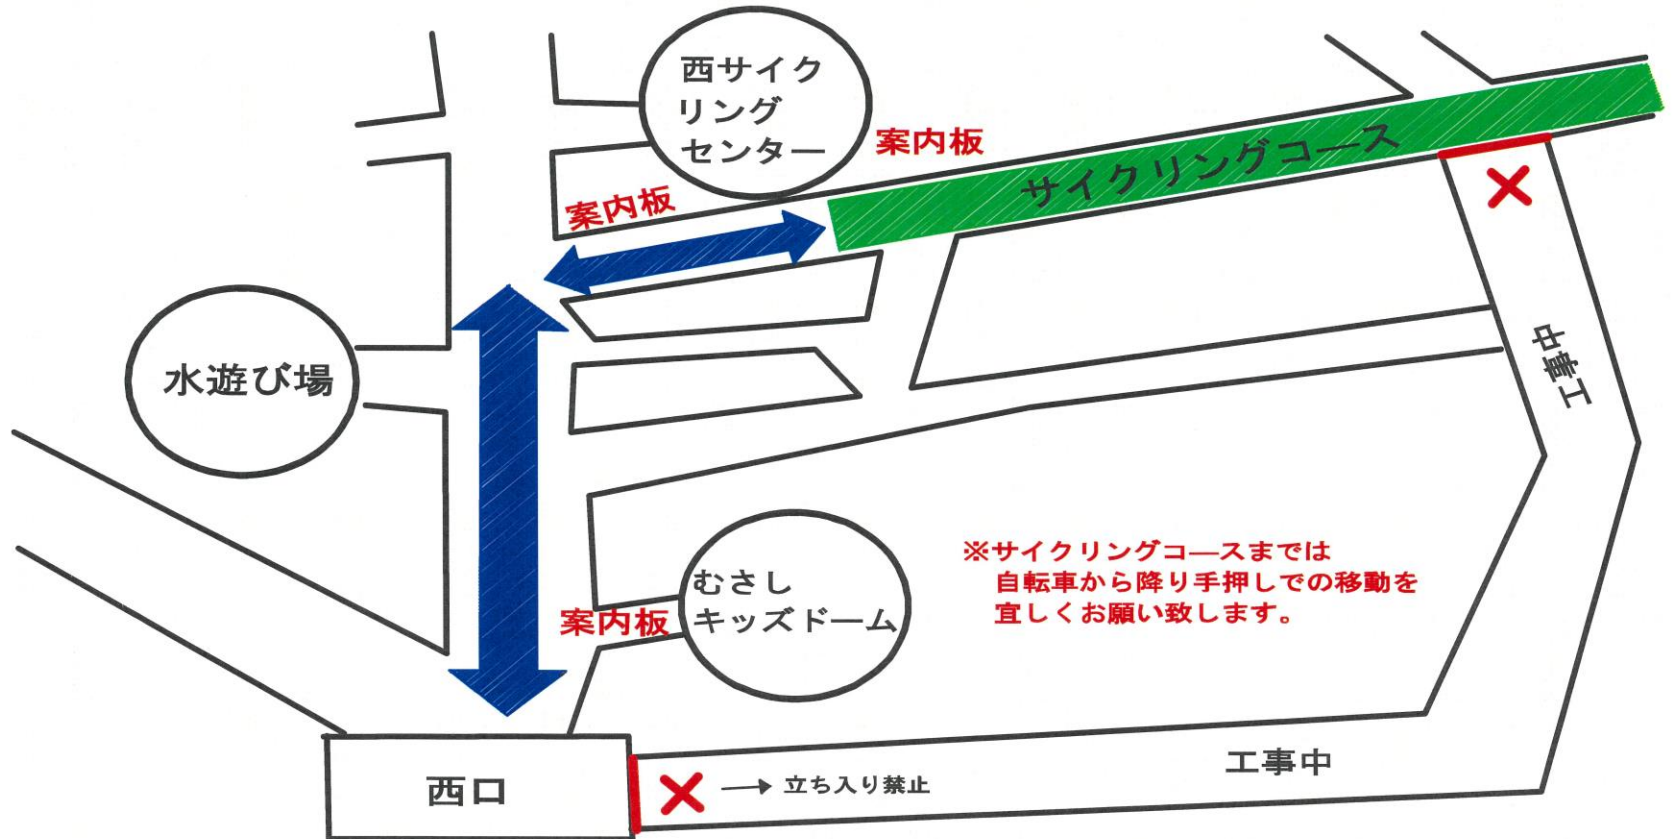 西サイク
リング
センター
案内板
案内板
サイクリングコース
水遊び場
工事中
むさし
キッズドーム
案内板
※サイクリングコースまでは
自転車から降り手押しでの移動を
宜しくお願い致します。
西口
立ち入り禁止
工事中